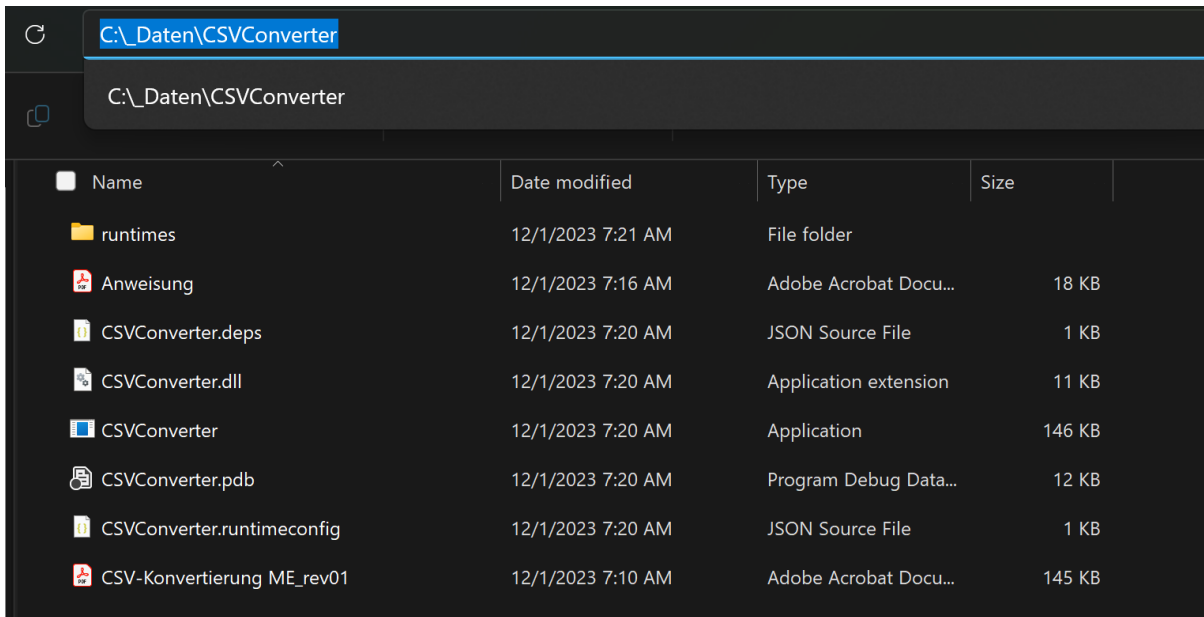 C:\_Daten\CSVConverter
C:\_Daten\CSVConverter
Name Date modified Type Size
runtimes 12/1/2023 7:21 AM File folder
Anweisung 12/1/2023 7:16 AM Adobe Acrobat Docu... 18 KB
CSVConverter.deps 12/1/2023 7:20 AM JSON Source File 1 KB
CSVConverter.dll 12/1/2023 7:20 AM Application extension 11 KB
CSVConverter 12/1/2023 7:20 AM Application 146 KB
CSVConverter.pdb 12/1/2023 7:20 AM Program Debug Data... 12 KB
CSVConverter.runtimeconfig 12/1/2023 7:20 AM JSON Source File 1 KB
CSV-Konvertierung ME_rev01 12/1/2023 7:10 AM Adobe Acrobat Docu... 145 KB